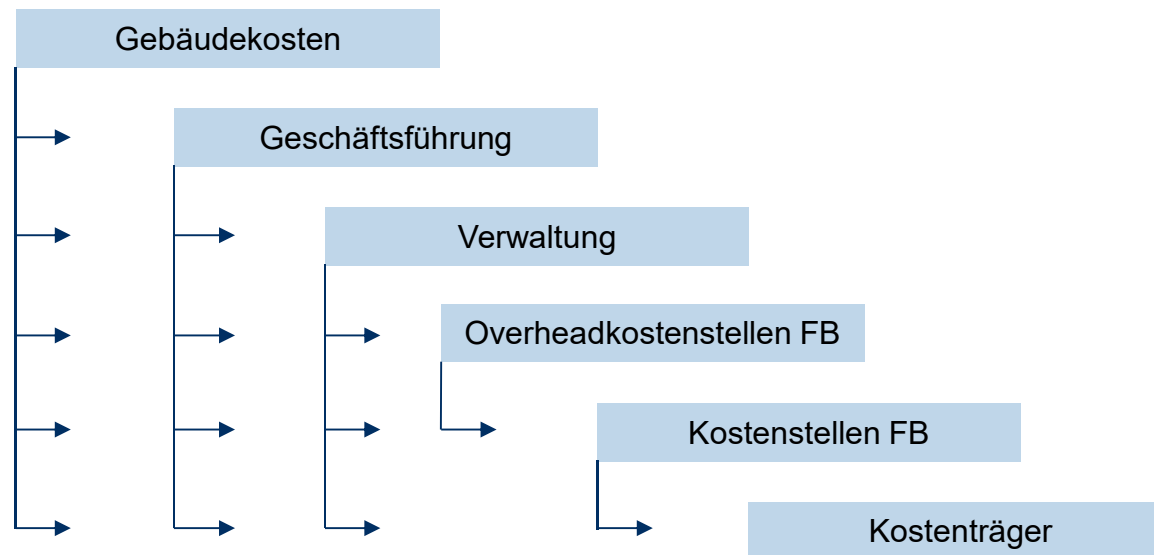 Gebäudekosten
Geschäftsführung
Verwaltung
Overheadkostenstellen FB
Kostenstellen FB
Kostenträger